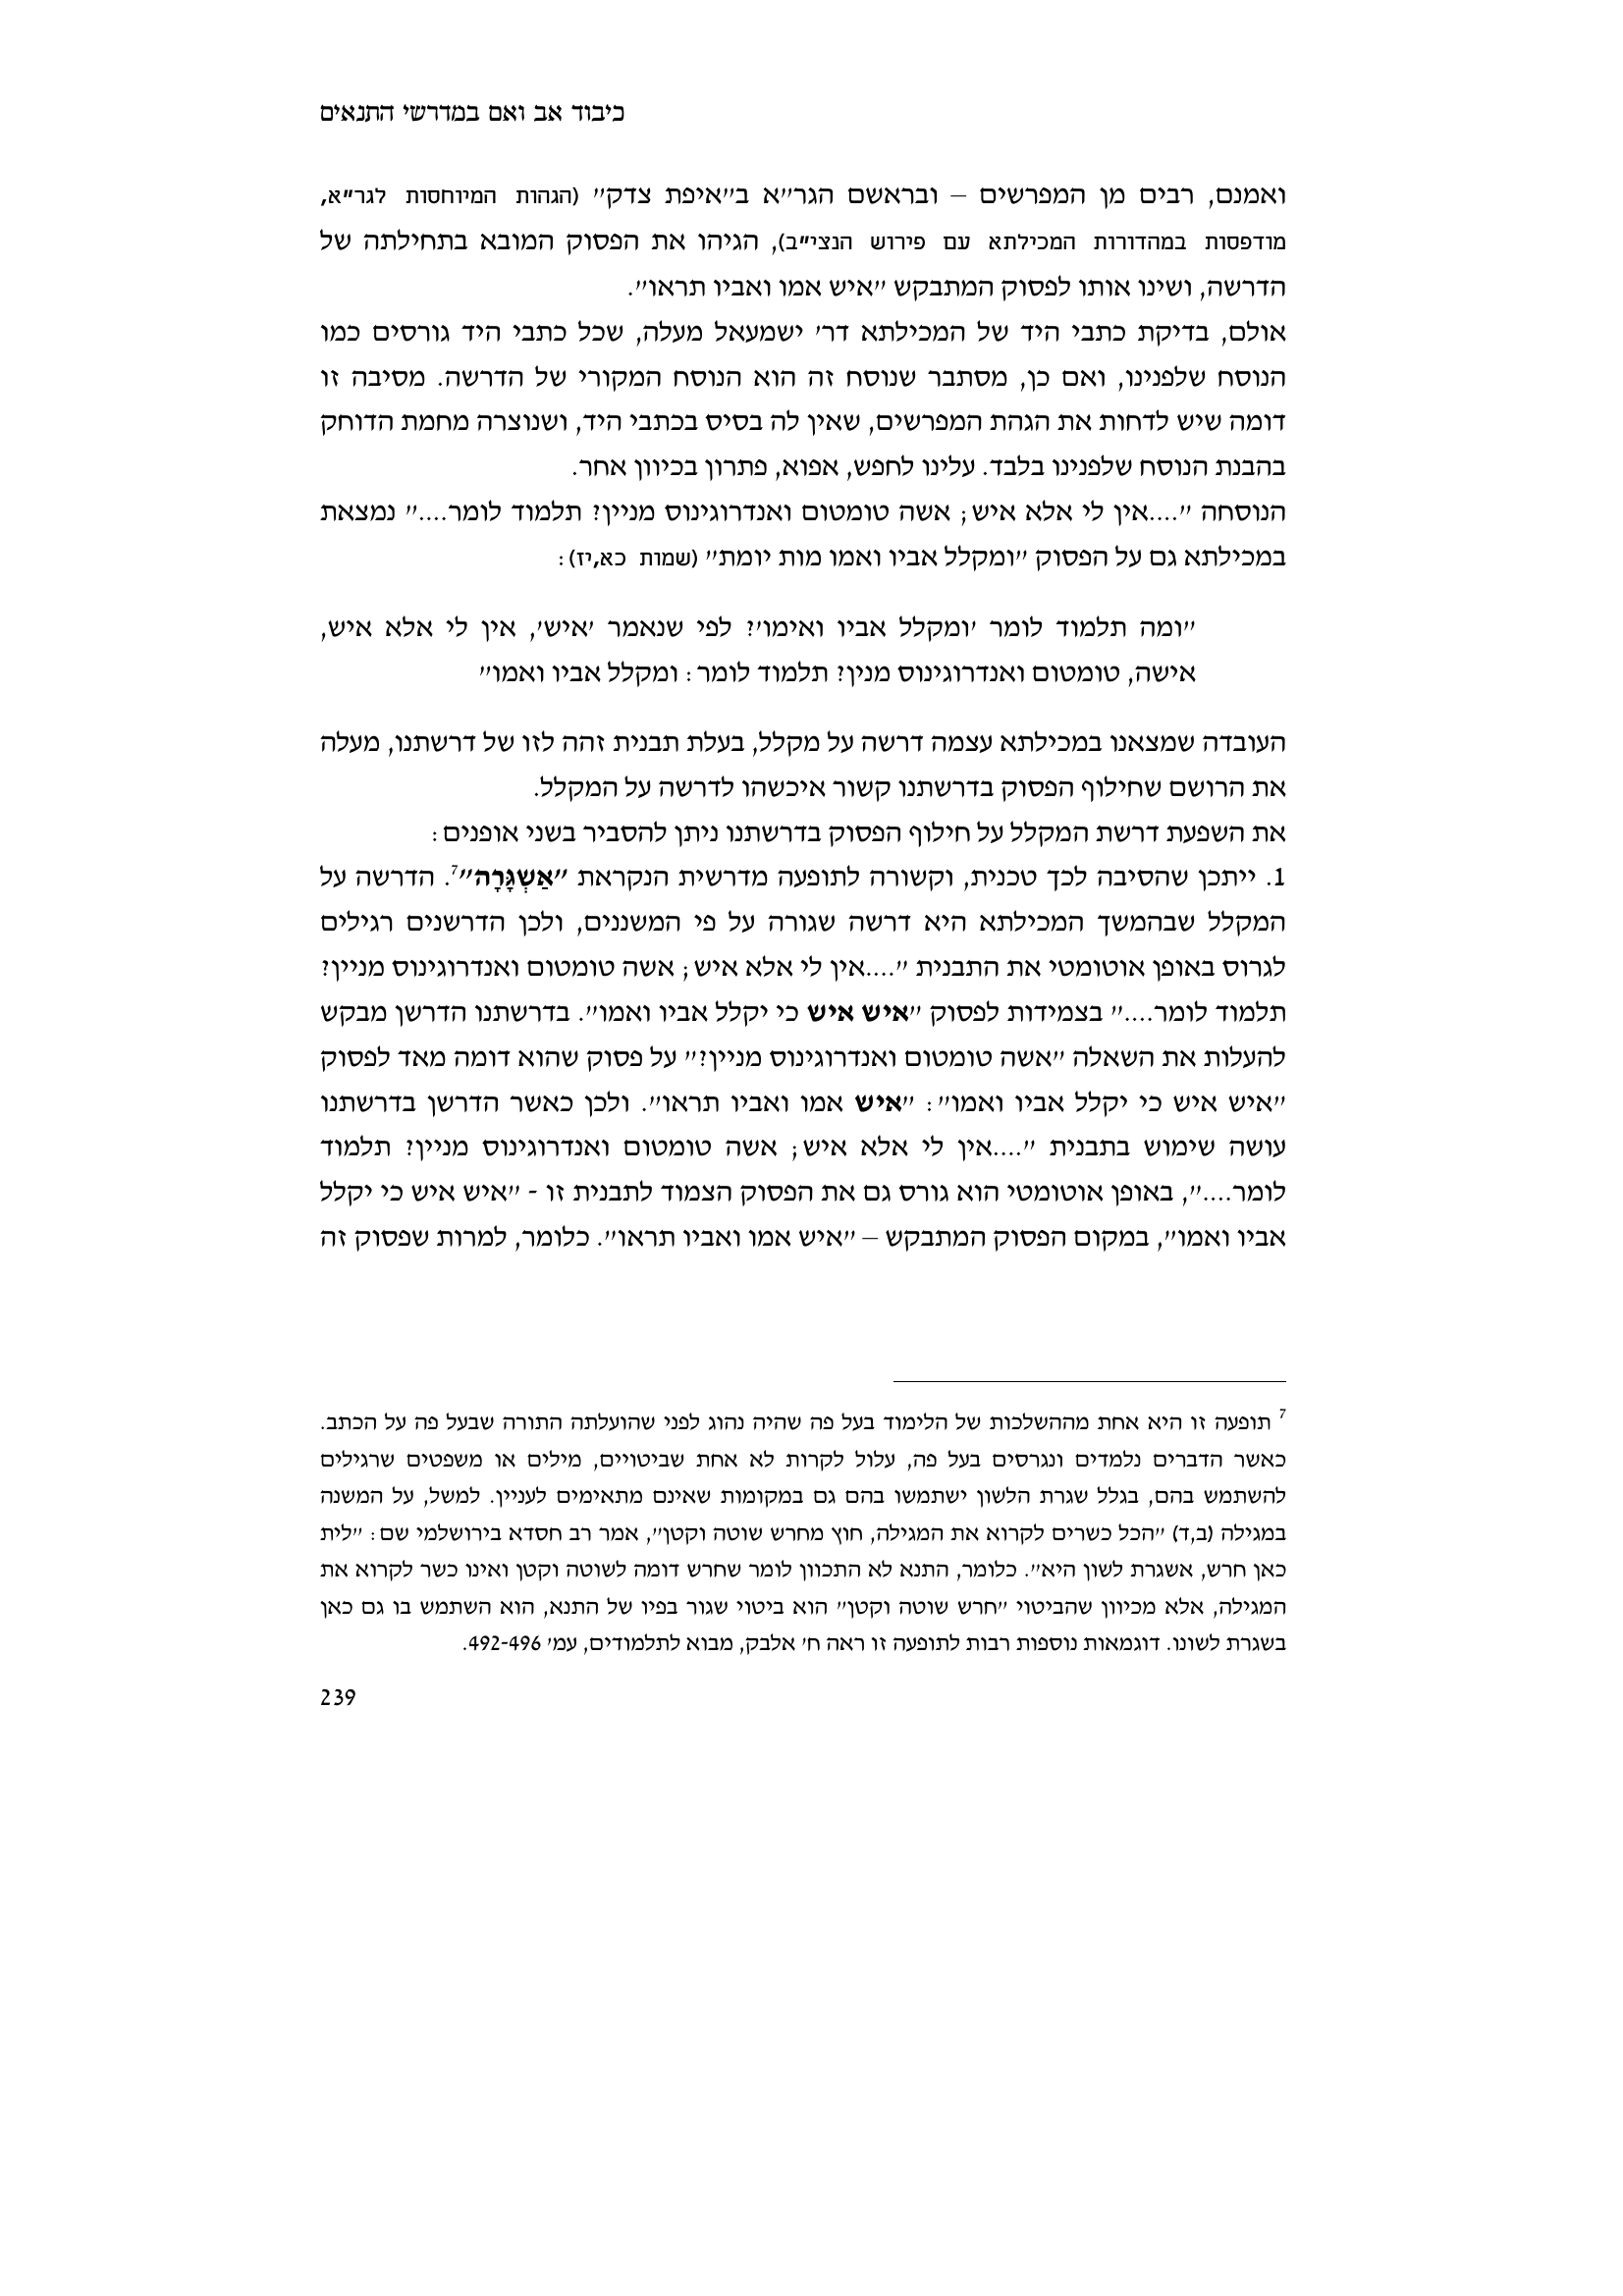 כיבוד אב ואם במדרשי התנאים
ואמנם, רבים מן המפרשים – ובראשם הגר״א ב״איפת צדק״ (הגהות המיוחסות לגר״א,
מודפסות במהדורות המכילתא עם פירוש הנצי״ב), הגיהו את הפסוק המובא בתחילתה של
הדרשה, ושינו אותו לפסוק המתבקש ״איש אמו ואביו תראו״.
אולם, בדיקת כתבי היד של המכילתא דר׳ ישמעאל מעלה, שכל כתבי היד גורסים כמו
הנוסח שלפנינו, ואם כן, מסתבר שנוסח זה הוא הנוסח המקורי של הדרשה. מסיבה זו
דומה שיש לדחות את הגהת המפרשים, שאין לה בסיס בכתבי היד, ושנוצרה מחמת הדוחק
בהבנת הנוסח שלפנינו בלבד. עלינו לחפש, אפוא, פתרון בכיוון אחר.
הנוסחה ״....אין לי אלא איש; אשה טומטום ואנדרוגינוס מניין? תלמוד לומר....״ נמצאת
במכילתא גם על הפסוק ״ומקלל אביו ואמו מות יומת״ (שמות כא,יז):
״ומה תלמוד לומר ׳ומקלל אביו ואימו׳? לפי שנאמר ׳איש׳, אין לי אלא איש,
אישה, טומטום ואנדרוגינוס מנין? תלמוד לומר: ומקלל אביו ואמו״
העובדה שמצאנו במכילתא עצמה דרשה על מקלל, בעלת תבנית זהה לזו של דרשתנו, מעלה
את הרושם שחילוף הפסוק בדרשתנו קשור איכשהו לדרשה על המקלל.
את השפעת דרשת המקלל על חילוף הפסוק בדרשתנו ניתן להסביר בשני אופנים:
1. ייתכן שהסיבה לכך טכנית, וקשורה לתופעה מדרשית הנקראת ״אַשְגָּרָה״7. הדרשה על
המקלל שבהמשך המכילתא היא דרשה שגורה על פי המשננים, ולכן הדרשנים רגילים
לגרוס באופן אוטומטי את התבנית ״....אין לי אלא איש; אשה טומטום ואנדרוגינוס מניין?
תלמוד לומר....״ בצמידות לפסוק ״איש איש כי יקלל אביו ואמו״. בדרשתנו הדרשן מבקש
להעלות את השאלה ״אשה טומטום ואנדרוגינוס מניין?״ על פסוק שהוא דומה מאד לפסוק
״איש איש כי יקלל אביו ואמו״: ״איש אמו ואביו תראו״. ולכן כאשר הדרשן בדרשתנו
עושה שימוש בתבנית ״....אין לי אלא איש; אשה טומטום ואנדרוגינוס מניין? תלמוד
לומר....״, באופן אוטומטי הוא גורס גם את הפסוק הצמוד לתבנית זו - ״איש איש כי יקלל
אביו ואמו״, במקום הפסוק המתבקש – ״איש אמו ואביו תראו״. כלומר, למרות שפסוק זה
7 תופעה זו היא אחת מההשלכות של הלימוד בעל פה שהיה נהוג לפני שהועלתה התורה שבעל פה על הכתב.
כאשר הדברים נלמדים ונגרסים בעל פה, עלול לקרות לא אחת שביטויים, מילים או משפטים שרגילים
להשתמש בהם, בגלל שגרת הלשון ישתמשו בהם גם במקומות שאינם מתאימים לעניין. למשל, על המשנה
במגילה (ב,ד) ״הכל כשרים לקרוא את המגילה, חוץ מחרש שוטה וקטן״, אמר רב חסדא בירושלמי שם: ״לית
כאן חרש, אשגרת לשון היא״. כלומר, התנא לא התכוון לומר שחרש דומה לשוטה וקטן ואינו כשר לקרוא את
המגילה, אלא מכיוון שהביטוי ״חרש שוטה וקטן״ הוא ביטוי שגור בפיו של התנא, הוא השתמש בו גם כאן
בשגרת לשונו. דוגמאות נוספות רבות לתופעה זו ראה ח׳ אלבק, מבוא לתלמודים, עמ׳ 492-496.
239